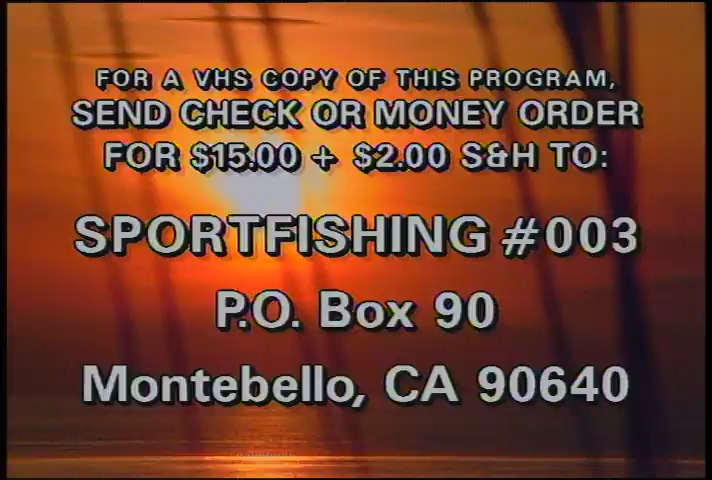 FOR A VHS COPY OF THIS PROGRAM,
SEND CHECK OR MONEY ORDER
FOR $15.00 + $2.00 S&H TO:
SPORTFISHING #003
P.O. Box 90
Montebello, CA 90640